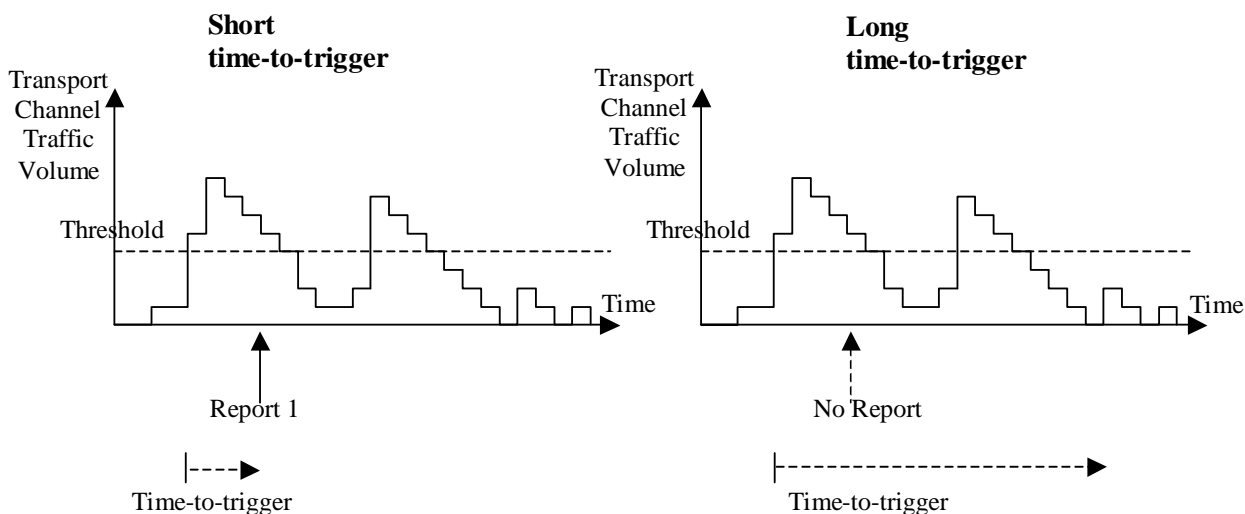 Short
time-to-trigger
Transport
Channel
Traffic
Volume
Threshold
Time
Report 1
Time-to-trigger
Long
time-to-trigger
Transport
Channel
Traffic
Volume
Threshold
Time
No Report
Time-to-trigger